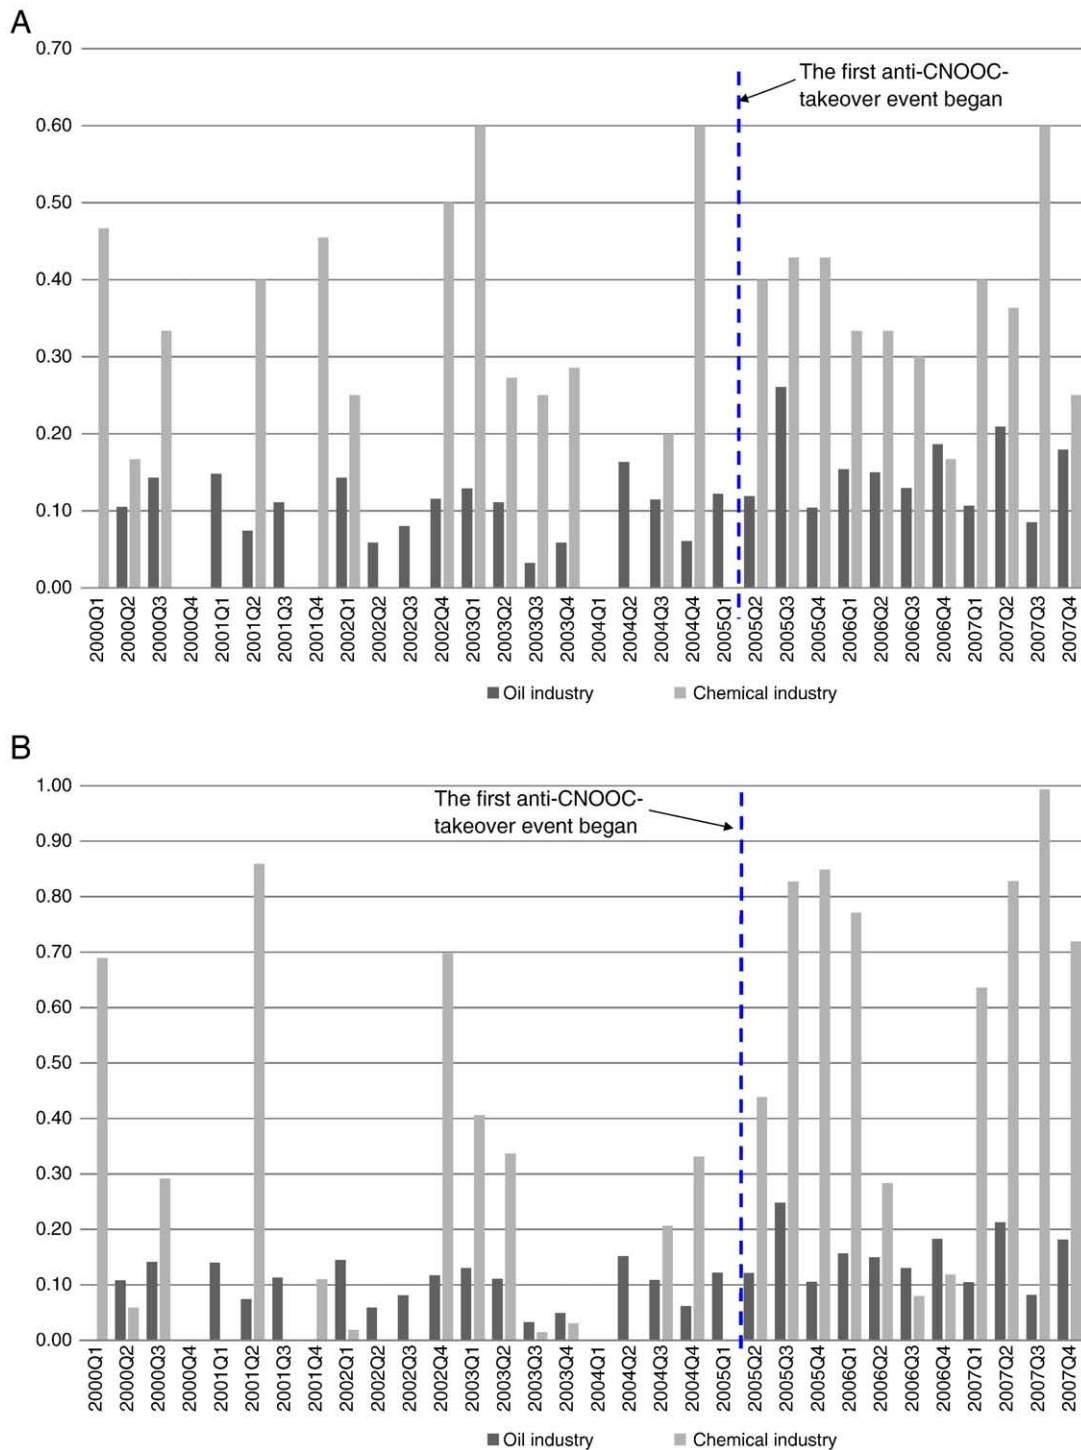 A
0.70
The first anti-CNOOC-
takeover event began
0.60
0.50
0.40
0.30
0.20
0.10
0.00
2000Q1 2000Q2 2000Q3 2000Q4 2001Q1 2001Q2 2001Q3 2001Q4 2002Q1 2002Q2 2002Q3 2002Q4 2003Q1 2003Q2 2003Q3 2003Q4 2004Q1 2004Q2 2004Q3 2004Q4 2005Q1 2005Q2 2005Q3 2005Q4 2006Q1 2006Q2 2006Q3 2006Q4 2007Q1 2007Q2 2007Q3 2007Q4
Oil industry Chemical industry
B
1.00
The first anti-CNOOC-
takeover event began
0.90
0.80
0.70
0.60
0.50
0.40
0.30
0.20
0.10
0.00
2000Q1 2000Q2 2000Q3 2000Q4 2001Q1 2001Q2 2001Q3 2001Q4 2002Q1 2002Q2 2002Q3 2002Q4 2003Q1 2003Q2 2003Q3 2003Q4 2004Q1 2004Q2 2004Q3 2004Q4 2005Q1 2005Q2 2005Q3 2005Q4 2006Q1 2006Q2 2006Q3 2006Q4 2007Q1 2007Q2 2007Q3 2007Q4
Oil industry Chemical industry